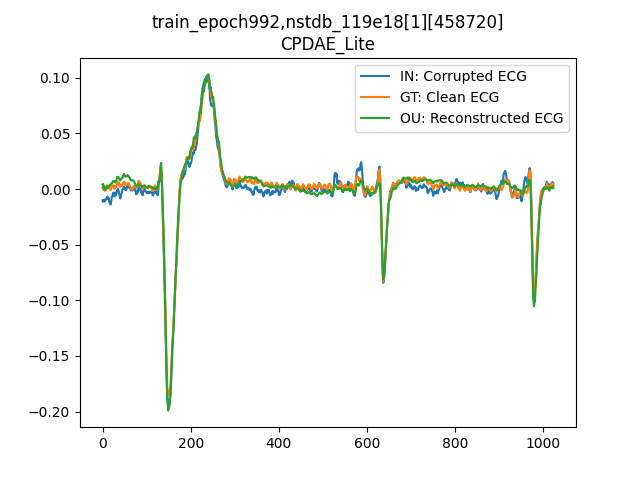 train_epoch992,nstdb_119e18[1][458720]
CPDAE_Lite
IN: Corrupted ECG
GT: Clean ECG
OU: Reconstructed ECG
0.10
0.05
0.00
−0.05
−0.10
−0.15
−0.20
0 200 400 600 800 1000